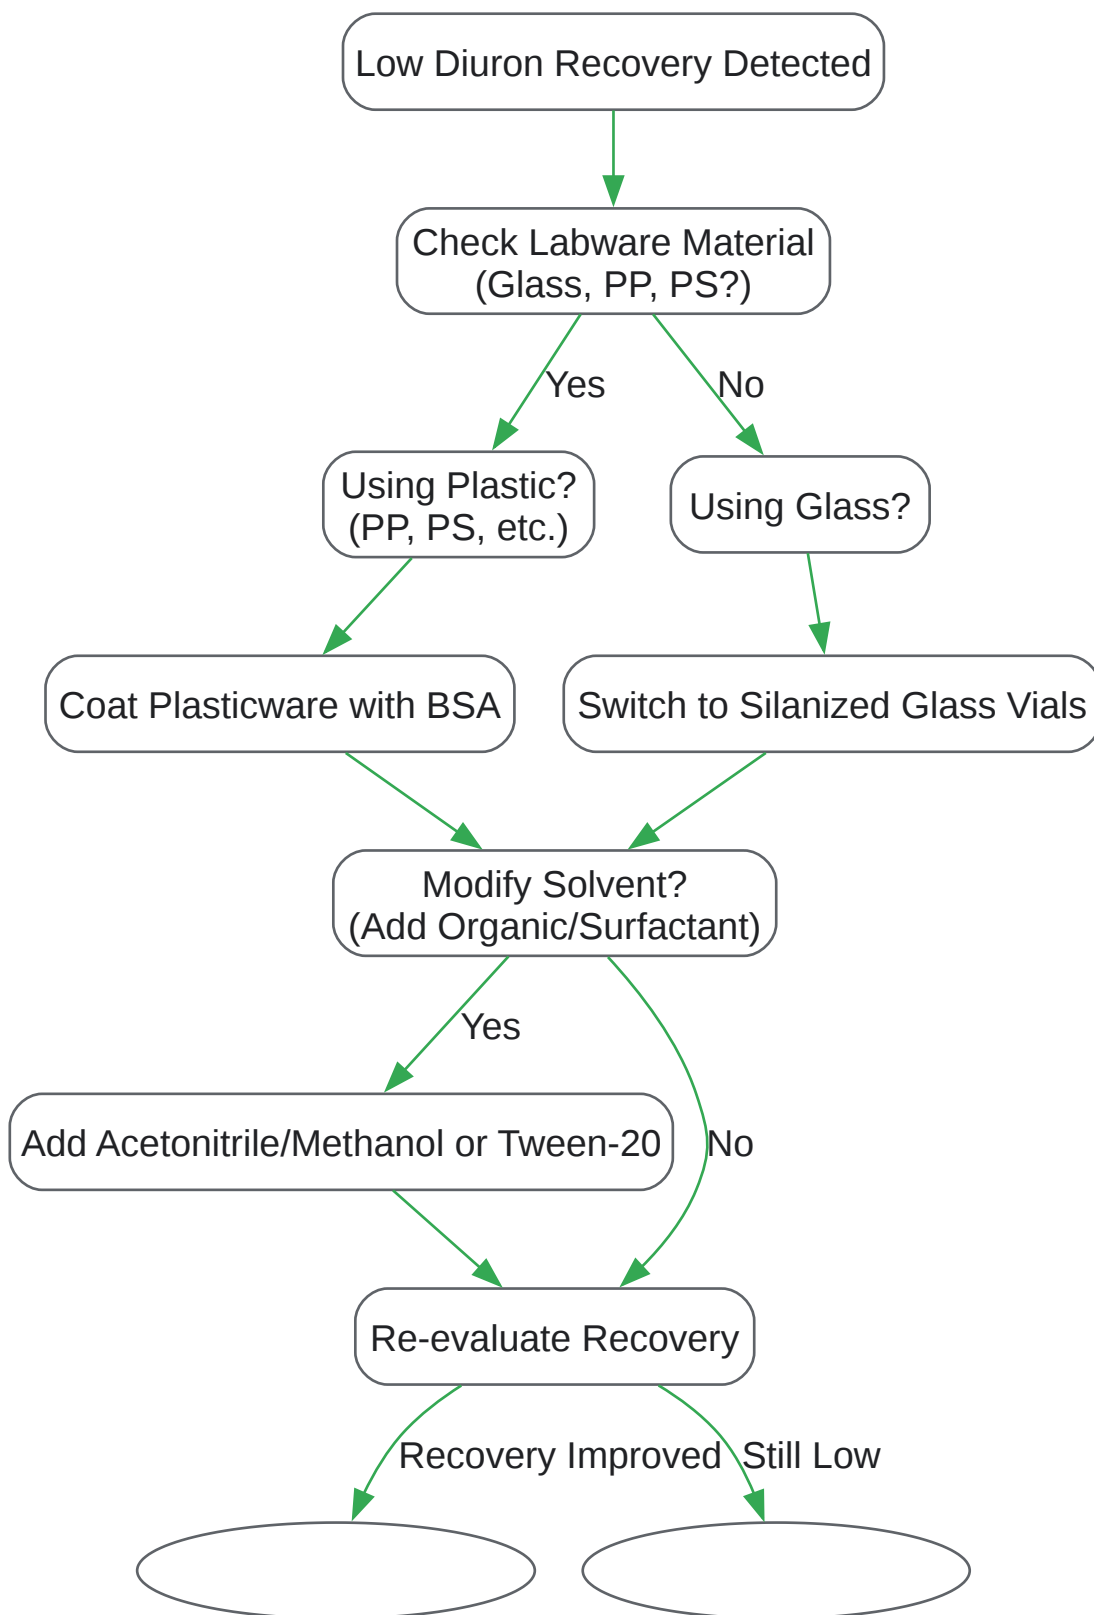 Low Diuron Recovery Detected
Check Labware Material
(Glass, PP, PS?)
Yes
No
Using Plastic?
(PP, PS, etc.)
Using Glass?
Coat Plasticware with BSA
Switch to Silanized Glass Vials
Modify Solvent?
(Add Organic/Surfactant)
Yes
Add Acetonitrile/Methanol or Tween-20
No
Re-evaluate Recovery
Recovery Improved
Still Low